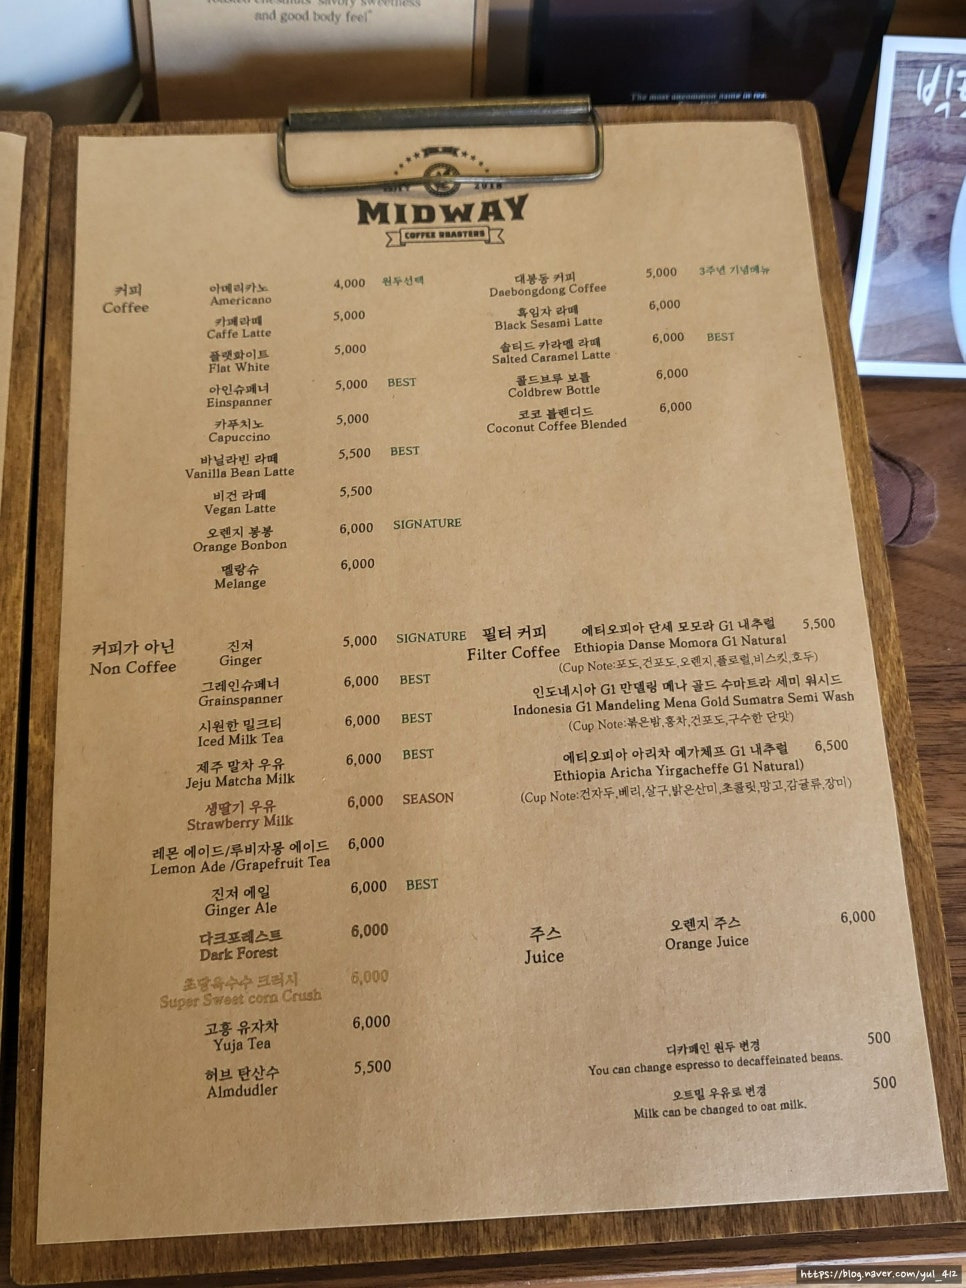 roasted chestnuts' savory sweetness
and good body feel"
The most uncommon name in tea.
2018
MIDWAY
COFFEE ROASTERS
커피
Coffee
아메리카노 4,000 원두선택
Americano
카페라떼 5,000
Caffe Latte
플랫화이트 5,000
Flat White
아인슈패너 5,000 BEST
Einspanner
카푸치노 5,000
Capuccino
바닐라빈 라떼 5,500 BEST
Vanilla Bean Latte
비건 라떼 5,500
Vegan Latte
오렌지 봉봉 6,000 SIGNATURE
Orange Bonbon
멜랑슈 6,000
Melange
대봉동 커피 5,000 3주년 기념메뉴
Daebongdong Coffee
흑임자 라떼 6,000
Black Sesami Latte
솔티드 카라멜 라떼 6,000 BEST
Salted Caramel Latte
콜드브루 보틀 6,000
Coldbrew Bottle
코코 블렌디드 6,000
Coconut Coffee Blended
커피가 아닌
Non Coffee
진저 5,000 SIGNATURE
Ginger
그레인슈페너 6,000 BEST
Grainspanner
시원한 밀크티 6,000 BEST
Iced Milk Tea
제주 말차 우유 6,000 BEST
Jeju Matcha Milk
생딸기 우유 6,000 SEASON
Strawberry Milk
레몬 에이드/루비자몽 에이드 6,000
Lemon Ade /Grapefruit Tea
진저 에일 6,000 BEST
Ginger Ale
다크포레스트 6,000
Dark Forest
초당옥수수 크러시 6,000
Super Sweet corn Crush
고흥 유자차 6,000
Yuja Tea
허브 탄산수 5,500
Almdudler
필터 커피
Filter Coffee
에티오피아 단세 모모라 G1 내추럴 5,500
Ethiopia Danse Momora G1 Natural
(Cup Note:포도,건포도,오렌지,플로럴,비스킷,호두)
인도네시아 G1 만델링 메나 골드 수마트라 세미 워시드
Indonesia G1 Mandeling Mena Gold Sumatra Semi Wash
(Cup Note:볶은밤,홍차,건포도,구수한 단맛)
에티오피아 아리차 예가체프 G1 내추럴 6,500
Ethiopia Aricha Yirgacheffe G1 Natural)
(Cup Note:건자두,베리,살구,밝은산미,초콜릿,망고,감귤류,장미)
주스
Juice
오렌지 주스 6,000
Orange Juice
디카페인 원두 변경 500
You can change espresso to decaffeinated beans.
오트밀 우유로 변경 500
Milk can be changed to oat milk.
https://blog.naver.com/yul_412